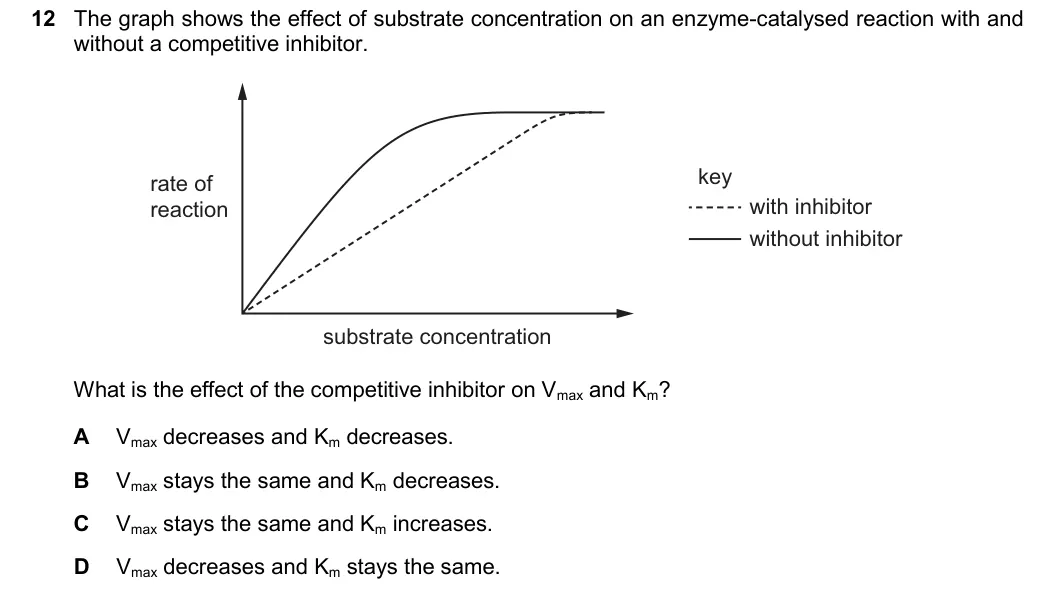 12 The graph shows the effect of substrate concentration on an enzyme-catalysed reaction with and
without a competitive inhibitor.
rate of
reaction
key
with inhibitor
without inhibitor
substrate concentration
What is the effect of the competitive inhibitor on Vmax and Km?
A Vmax decreases and Km decreases.
B Vmax stays the same and Km decreases.
C Vmax stays the same and Km increases.
D Vmax decreases and Km stays the same.